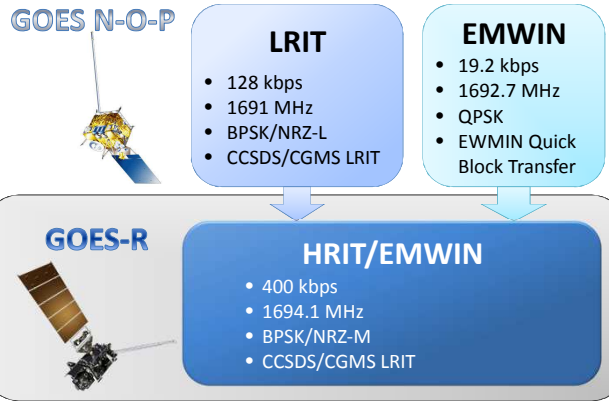 GOES N-O-P
LRIT
• 128 kbps
• 1691 MHz
• BPSK/NRZ-L
• CCSDS/CGMS LRIT
EMWIN
• 19.2 kbps
• 1692.7 MHz
• QPSK
• EWMIN Quick
Block Transfer
GOES-R
HRIT/EMWIN
• 400 kbps
• 1694.1 MHz
• BPSK/NRZ-M
• CCSDS/CGMS LRIT